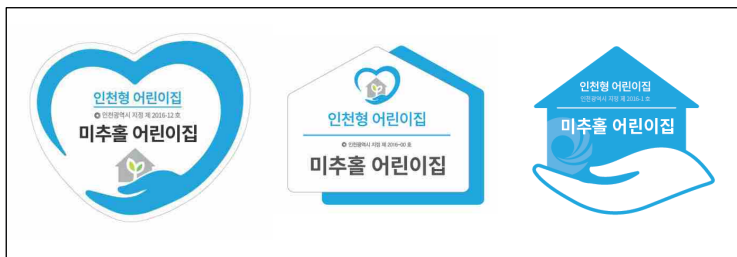 인천형 어린이집
인천광역시 지정 제 2016-12 호
미추홀 어린이집
인천형 어린이집
인천광역시 지정 제 2016-00 호
미추홀 어린이집
인천형 어린이집
인천광역시 지정 제 2016-1 호
미추홀 어린이집